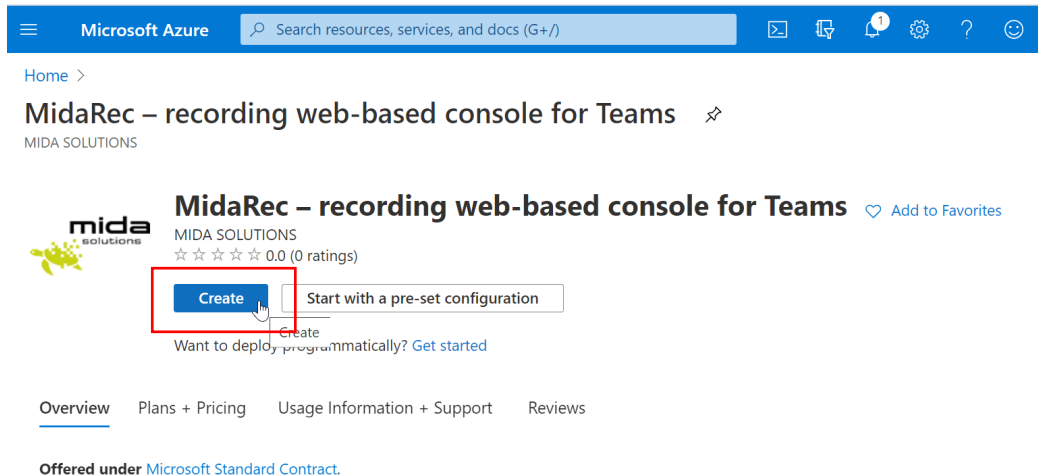 Microsoft Azure
Search resources, services, and docs (G+/)
1
Home >
MidaRec – recording web-based console for Teams
MIDA SOLUTIONS
mida
solutions
MidaRec – recording web-based console for Teams
Add to Favorites
MIDA SOLUTIONS
0.0 (0 ratings)
Create
Start with a pre-set configuration
Create
Want to deploy programmatically? Get started
Overview Plans + Pricing Usage Information + Support Reviews
Offered under Microsoft Standard Contract.